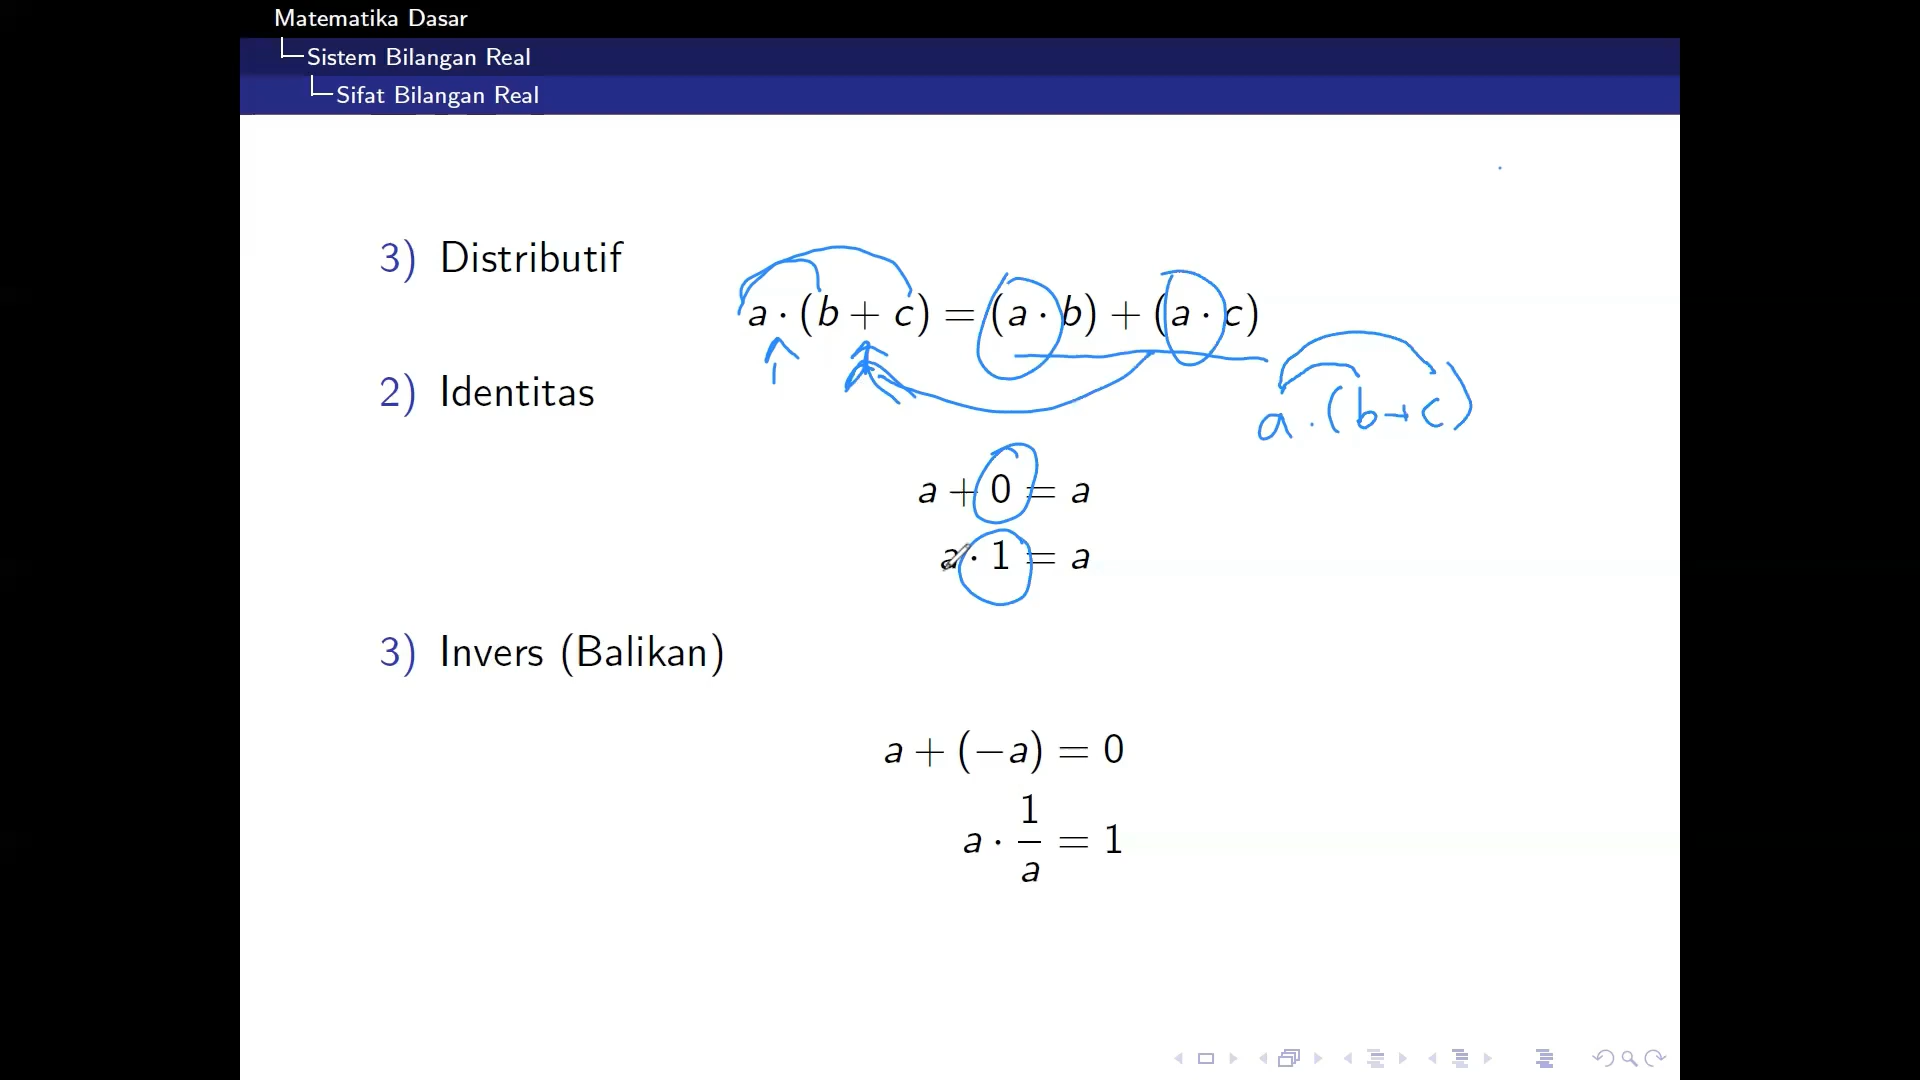 Matematika Dasar
Sistem Bilangan Real
Sifat Bilangan Real
3) Distributif
a · (b + c) = (a · b) + (a · c)
2) Identitas
a . (b+c)
a + 0 = a
a · 1 = a
3) Invers (Balikan)
a + (−a) = 0
a · 1/a = 1